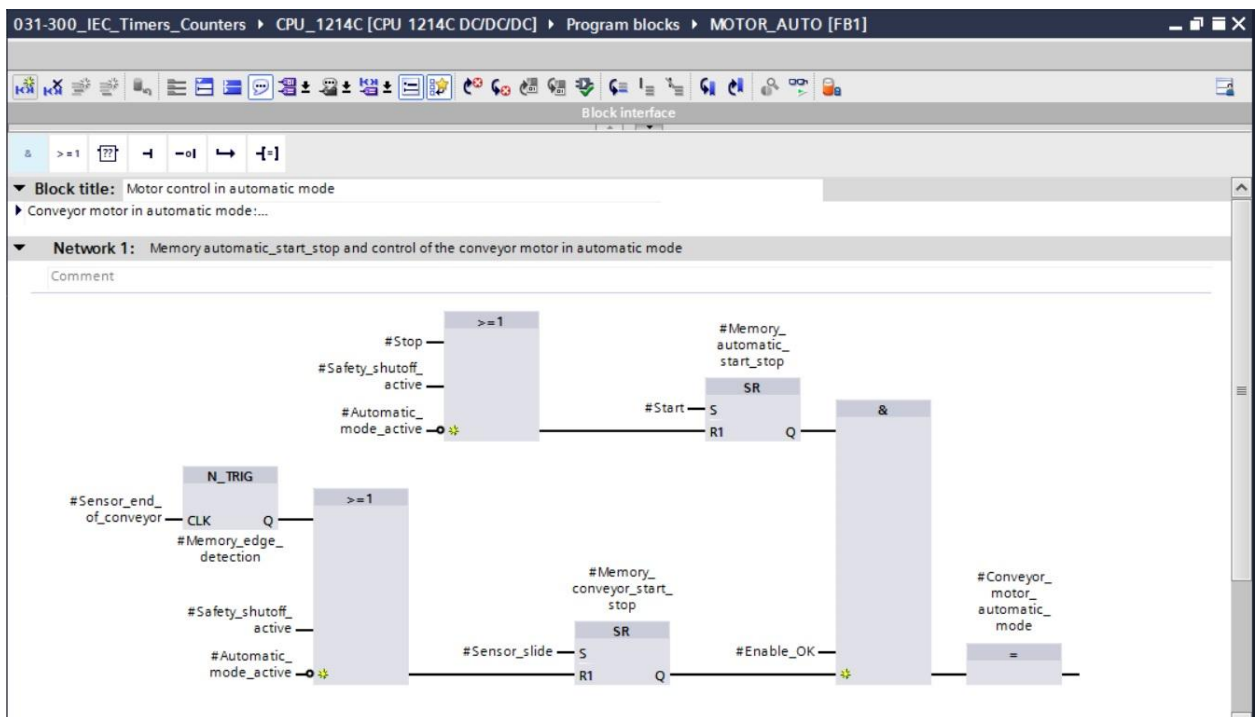 031-300_IEC_Timers_Counters ▸ CPU_1214C [CPU 1214C DC/DC/DC] ▸ Program blocks ▸ MOTOR_AUTO [FB1]
Block interface
& >=1 ?? =
Block title: Motor control in automatic mode
Conveyor motor in automatic mode:...
Network 1: Memory automatic_start_stop and control of the conveyor motor in automatic mode
Comment
>=1
#Stop
#Safety_shutoff_
active
#Automatic_
mode_active
#Memory_
automatic_
start_stop
SR
#Start S
R1 Q
&
N_TRIG
#Sensor_end_
of_conveyor CLK Q
#Memory_edge_
detection
>=1
#Safety_shutoff_
active
#Automatic_
mode_active
#Memory_
conveyor_start_
stop
SR
#Sensor_slide S
R1 Q
#Enable_OK
#Conveyor_
motor_
automatic_
mode
=